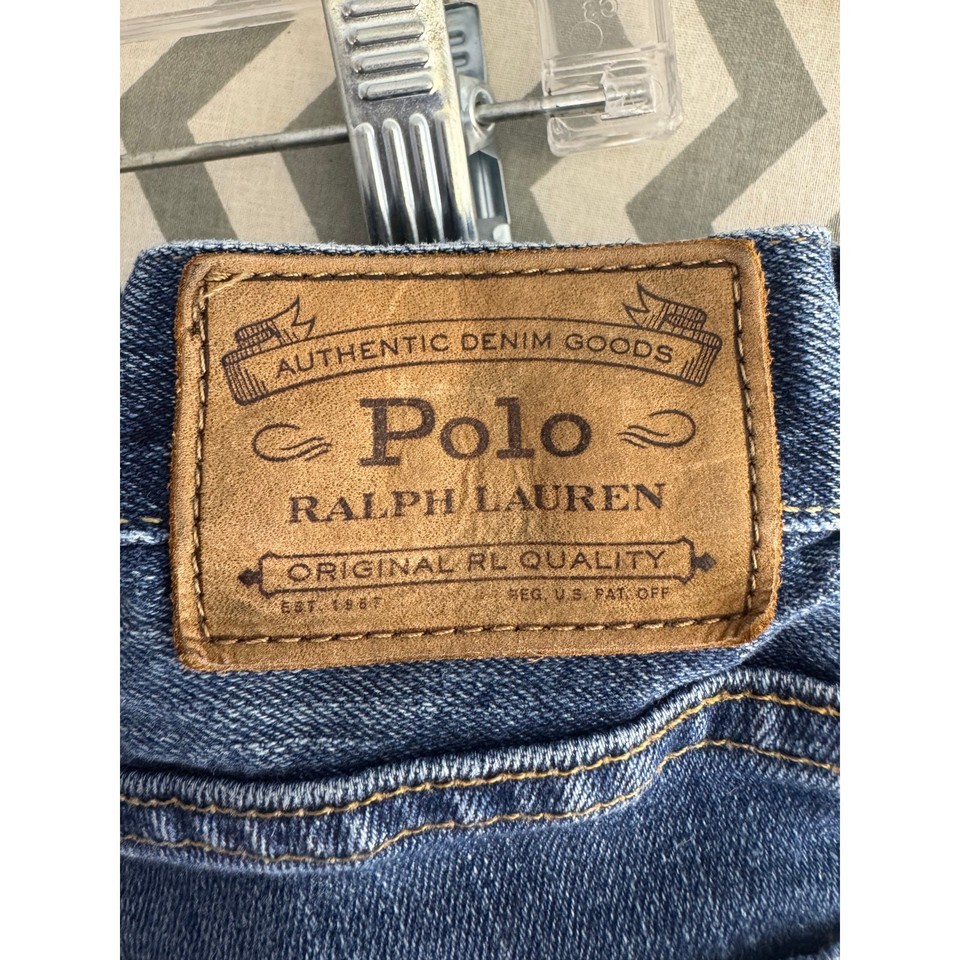 AUTHENTIC DENIM GOODS
Polo
RALPH LAUREN
ORIGINAL RL QUALITY
EST. 1967 REG. U.S. PAT. OFF